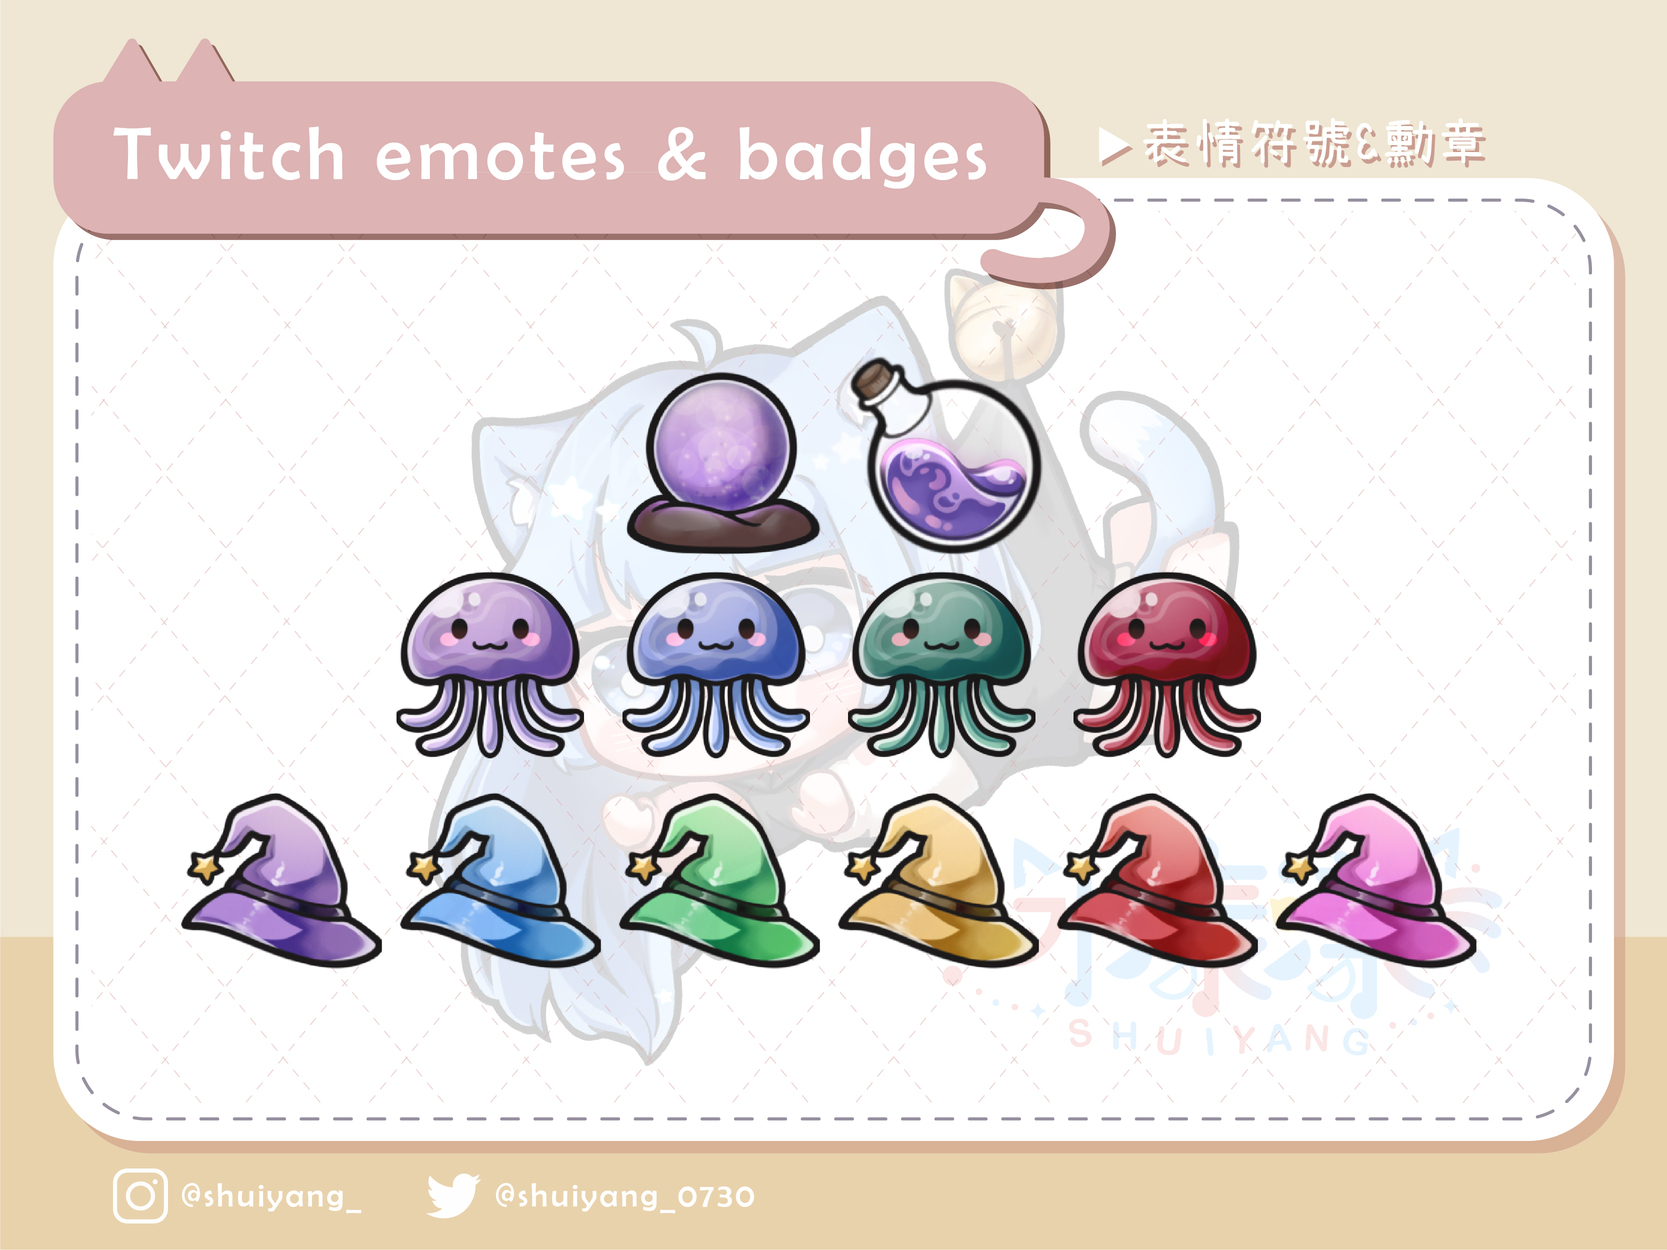 Twitch emotes & badges
▶表情符號&勳章
SHUIYANG
@shuiyang_
@shuiyang_0730